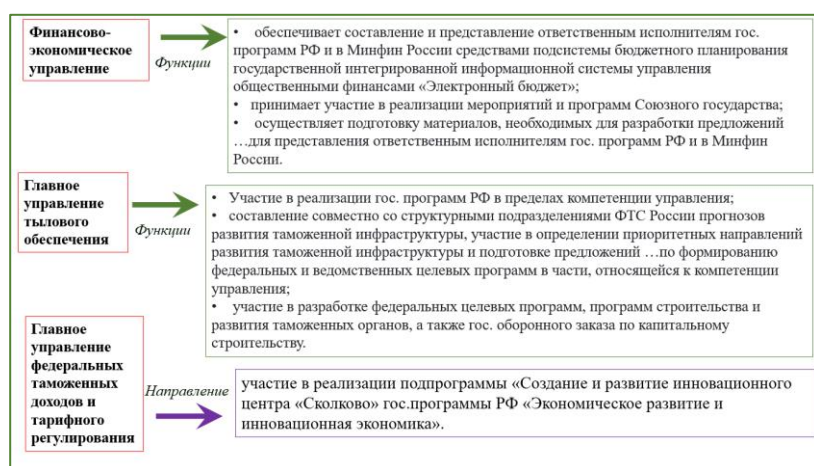 Финансово-
экономическое
управление
Функции
• обеспечивает составление и представление ответственным исполнителям гос.
программ РФ и в Минфин России средствами подсистемы бюджетного планирования
государственной интегрированной информационной системы управления
общественными финансами «Электронный бюджет»;
• принимает участие в реализации мероприятий и программ Союзного государства;
• осуществляет подготовку материалов, необходимых для разработки предложений
…для представления ответственным исполнителям гос. программ РФ и в Минфин
России.
Главное
управление
тылового
обеспечения
Функции
• Участие в реализации гос. программ РФ в пределах компетенции управления;
• составление совместно со структурными подразделениями ФТС России прогнозов
развития таможенной инфраструктуры, участие в определении приоритетных направлений
развития таможенной инфраструктуры и подготовке предложений …по формированию
федеральных и ведомственных целевых программ в части, относящейся к компетенции
управления;
• участие в разработке федеральных целевых программ, программ строительства и
развития таможенных органов, а также гос. оборонного заказа по капитальному
строительству.
Главное
управление
федеральных
таможенных
доходов и
тарифного
регулирования
Направление
участие в реализации подпрограммы «Создание и развитие инновационного
центра «Сколково» гос.программы РФ «Экономическое развитие и
инновационная экономика».